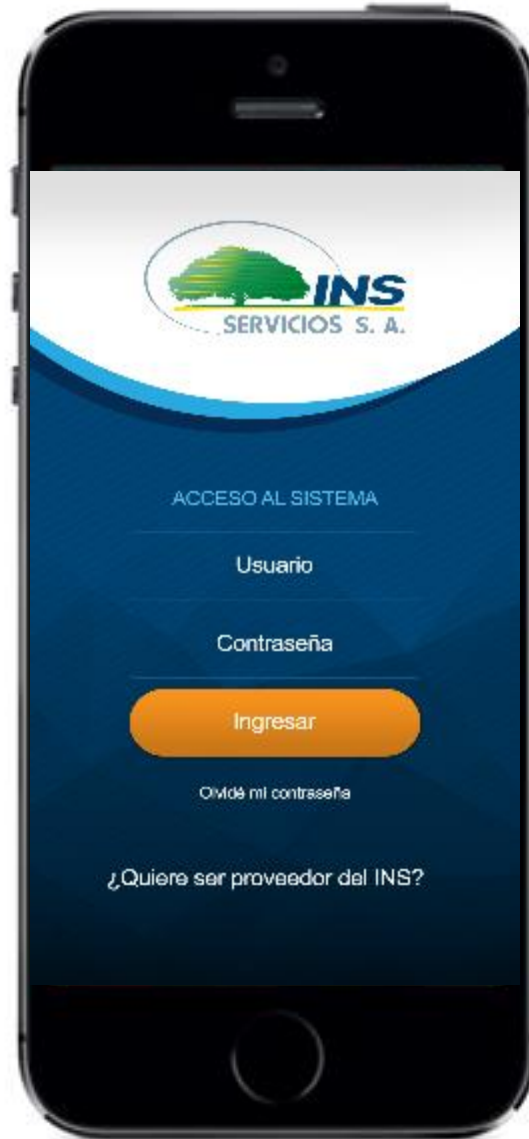 INS
SERVICIOS S. A.
ACCESO AL SISTEMA
Usuario
Contraseña
Ingresar
Olvidé mi contraseña
¿Quiere ser proveedor del INS?